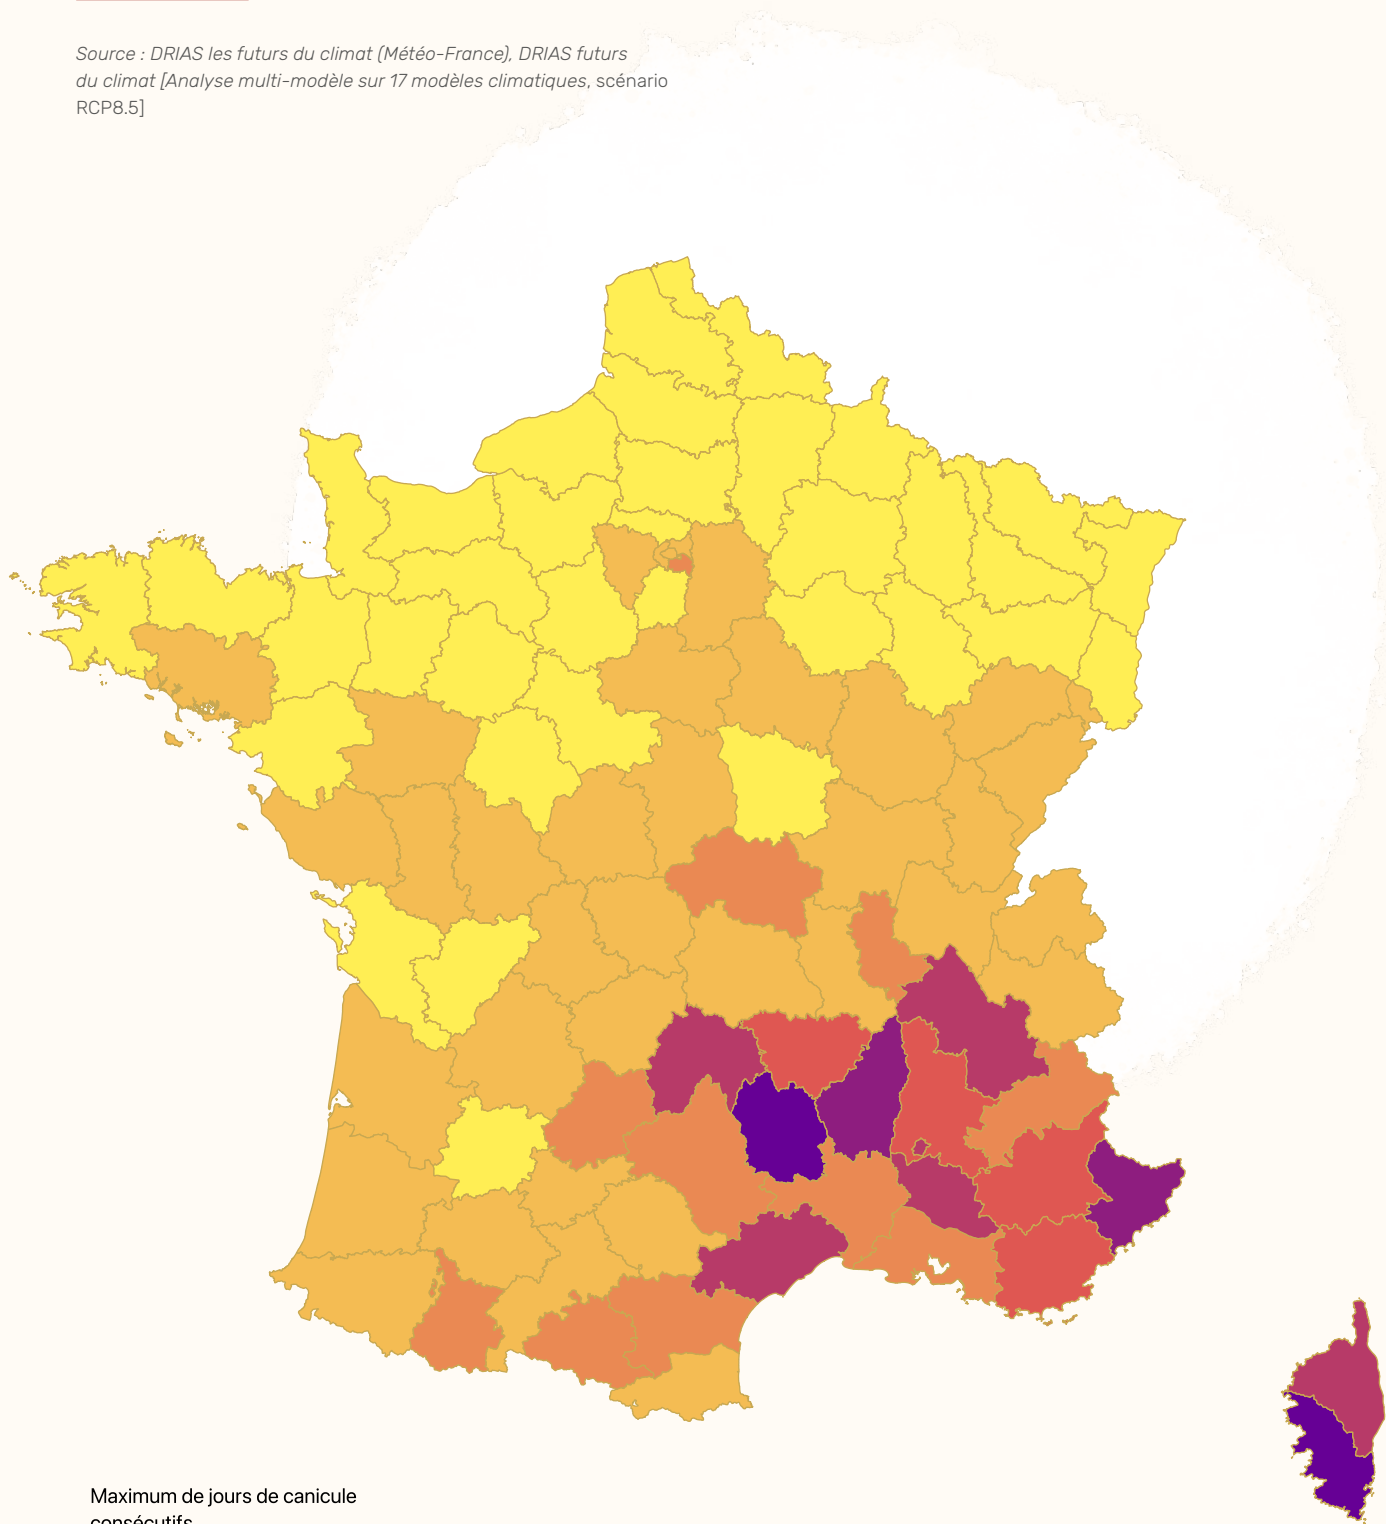 Source : DRIAS les futurs du climat (Météo-France), DRIAS futurs
du climat [Analyse multi-modèle sur 17 modèles climatiques, scénario
RCP8.5]
Maximum de jours de canicule
consécutifs